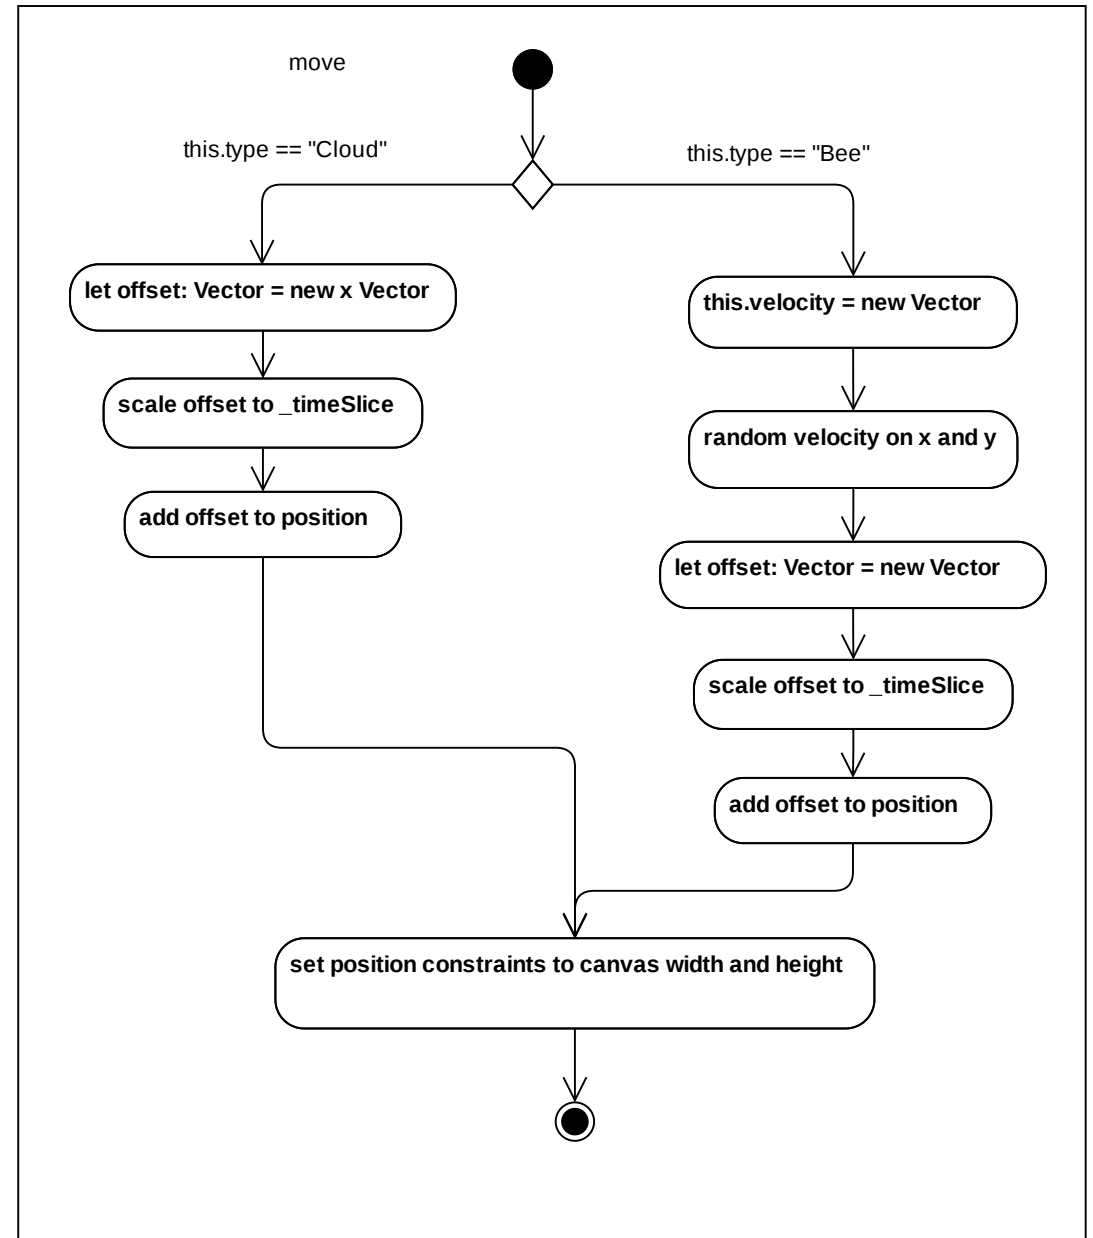 move
this.type == "Cloud"
this.type == "Bee"
let offset: Vector = new x Vector
scale offset to _timeSlice
add offset to position
this.velocity = new Vector
random velocity on x and y
let offset: Vector = new Vector
scale offset to _timeSlice
add offset to position
set position constraints to canvas width and height